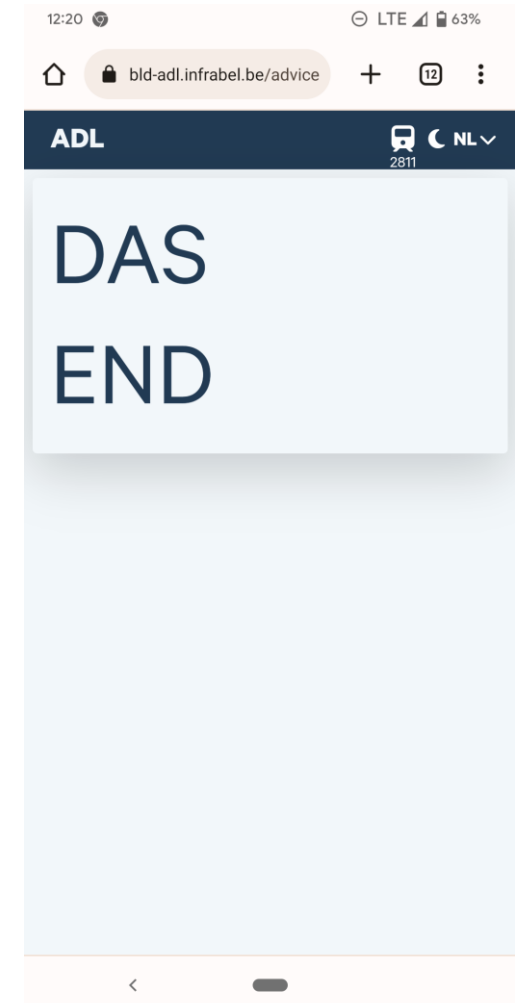 12:20 LTE 63%
bld-adl.infrabel.be/advice 12
ADL NL
2811
DAS
END